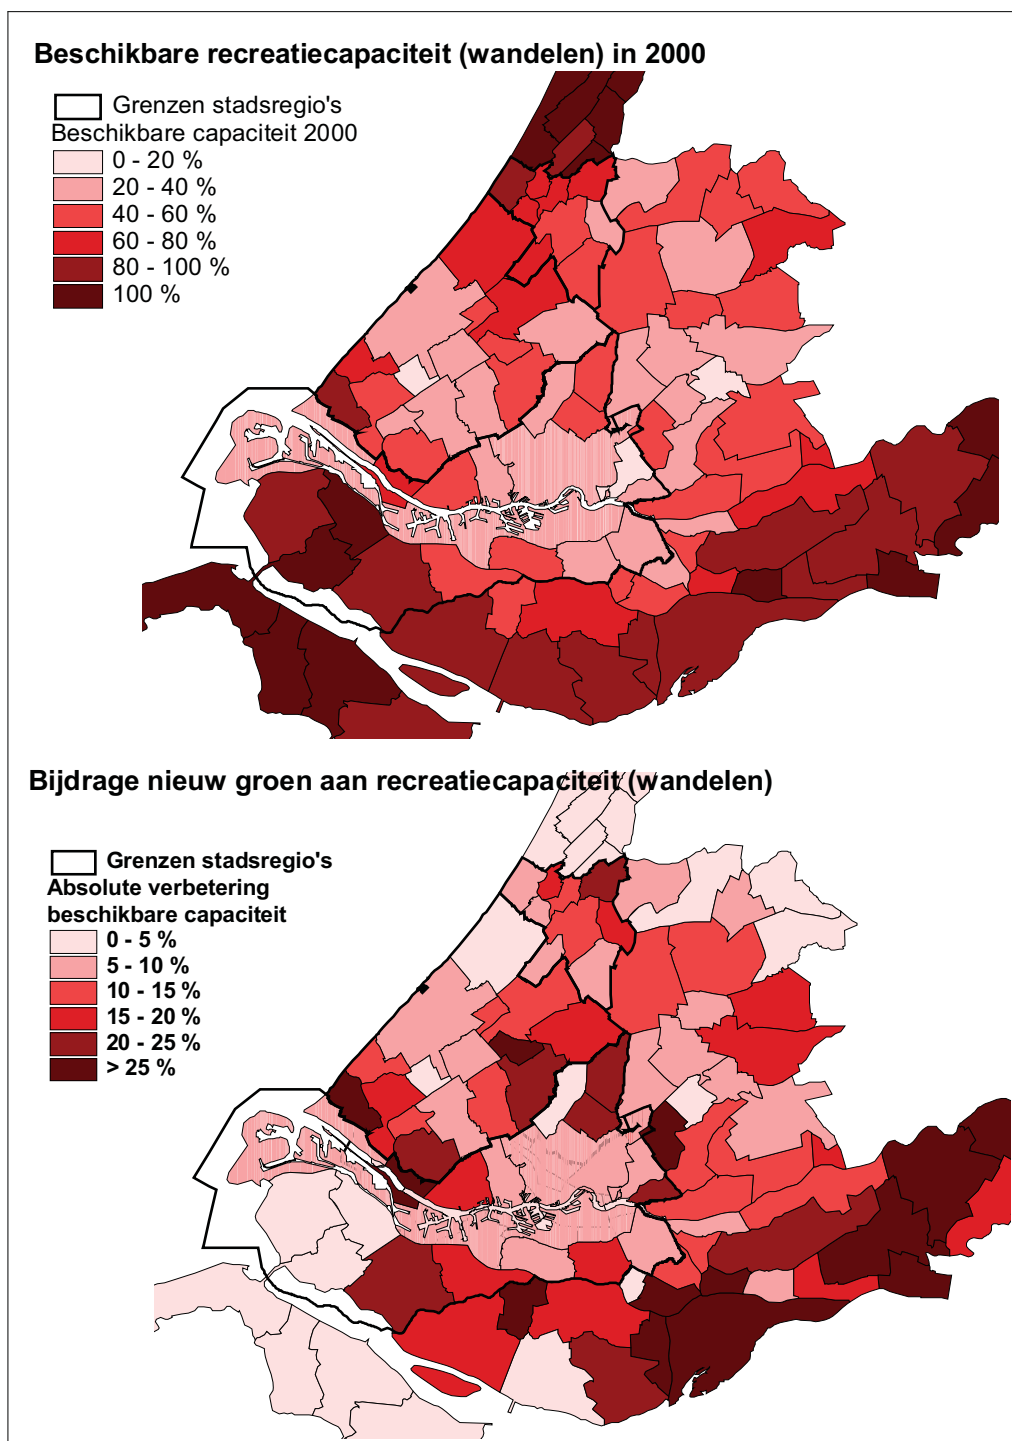 Beschikbare recreatiecapaciteit (wandelen) in 2000
Grenzen stadsregio's
Beschikbare capaciteit 2000
0 - 20 %
20 - 40 %
40 - 60 %
60 - 80 %
80 - 100 %
100 %
Bijdrage nieuw groen aan recreatiecapaciteit (wandelen)
Grenzen stadsregio's
Absolute verbetering
beschikbare capaciteit
0 - 5 %
5 - 10 %
10 - 15 %
15 - 20 %
20 - 25 %
> 25 %